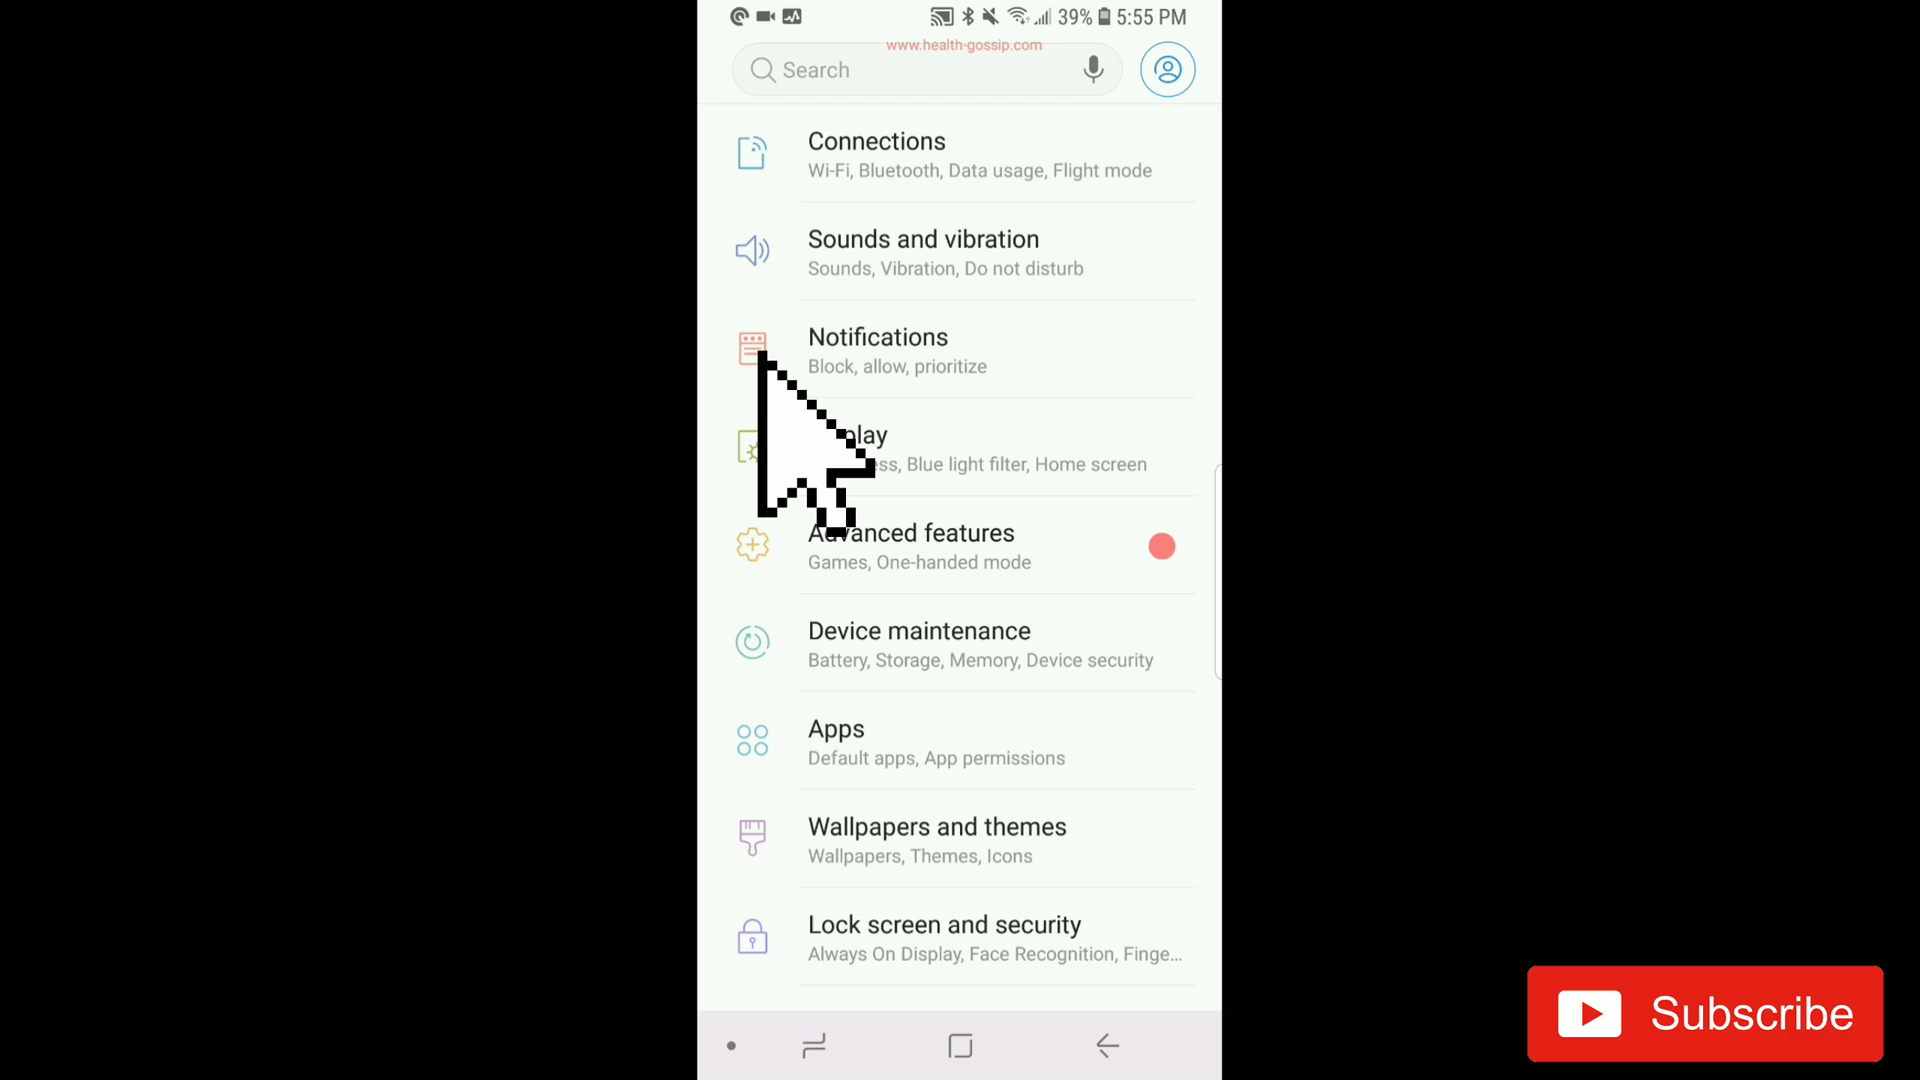 39% 5:55 PM
www.health-gossip.com
Search
Connections
Wi-Fi, Bluetooth, Data usage, Flight mode
Sounds and vibration
Sounds, Vibration, Do not disturb
Notifications
Block, allow, prioritize
play
ess, Blue light filter, Home screen
Advanced features
Games, One-handed mode
Device maintenance
Battery, Storage, Memory, Device security
Apps
Default apps, App permissions
Wallpapers and themes
Wallpapers, Themes, Icons
Lock screen and security
Always On Display, Face Recognition, Finge...
Subscribe